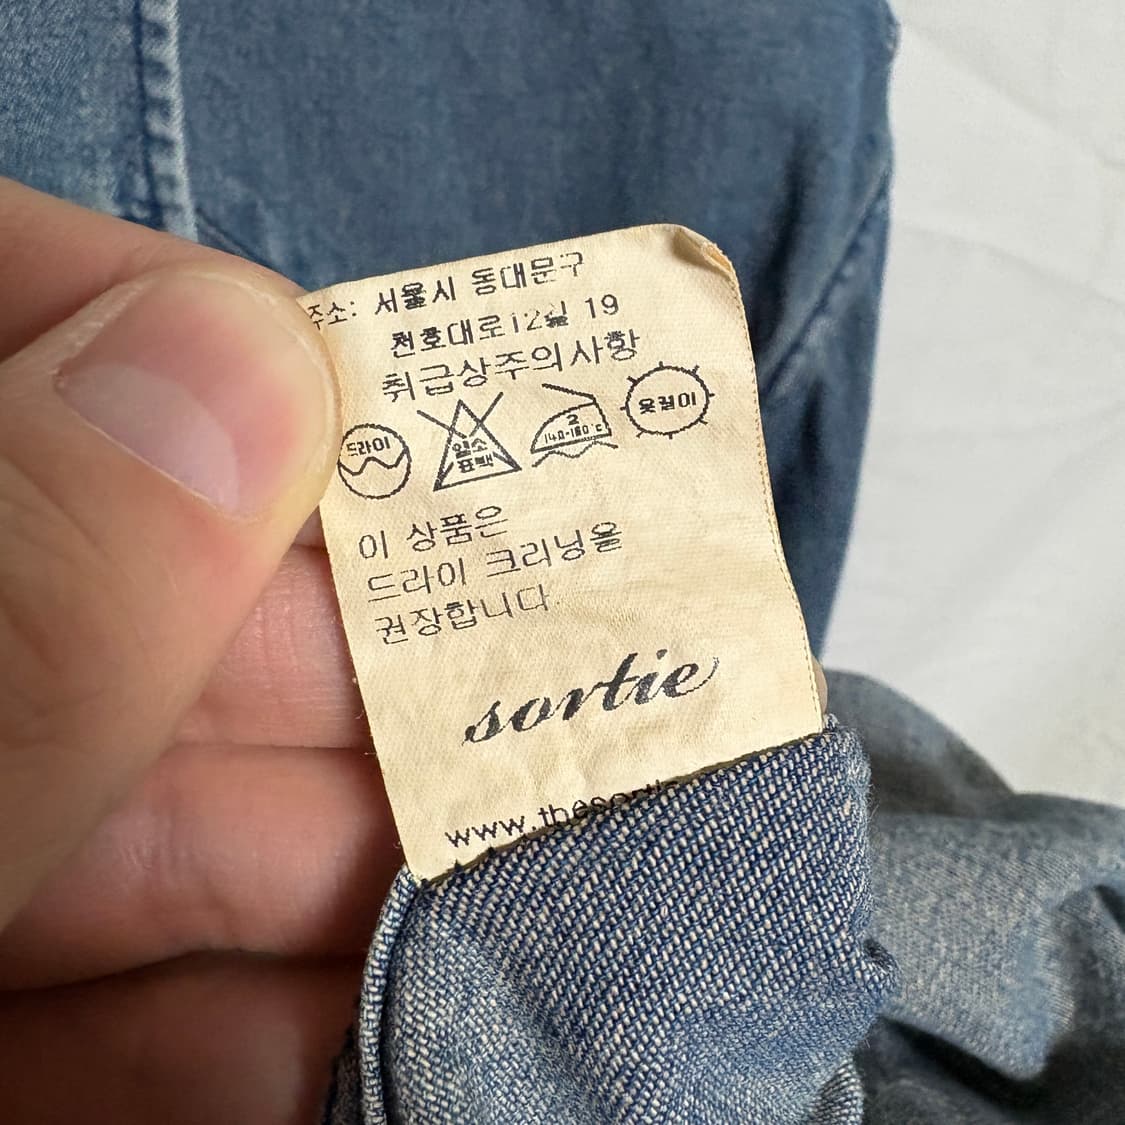 주소: 서울시 동대문구
천호대로12길 19
취급상주의사항
드라이
염소
표백
2
140-160℃
옷걸이
이 상품은
드라이 크리닝을
권장합니다
sortie
www.thesortie